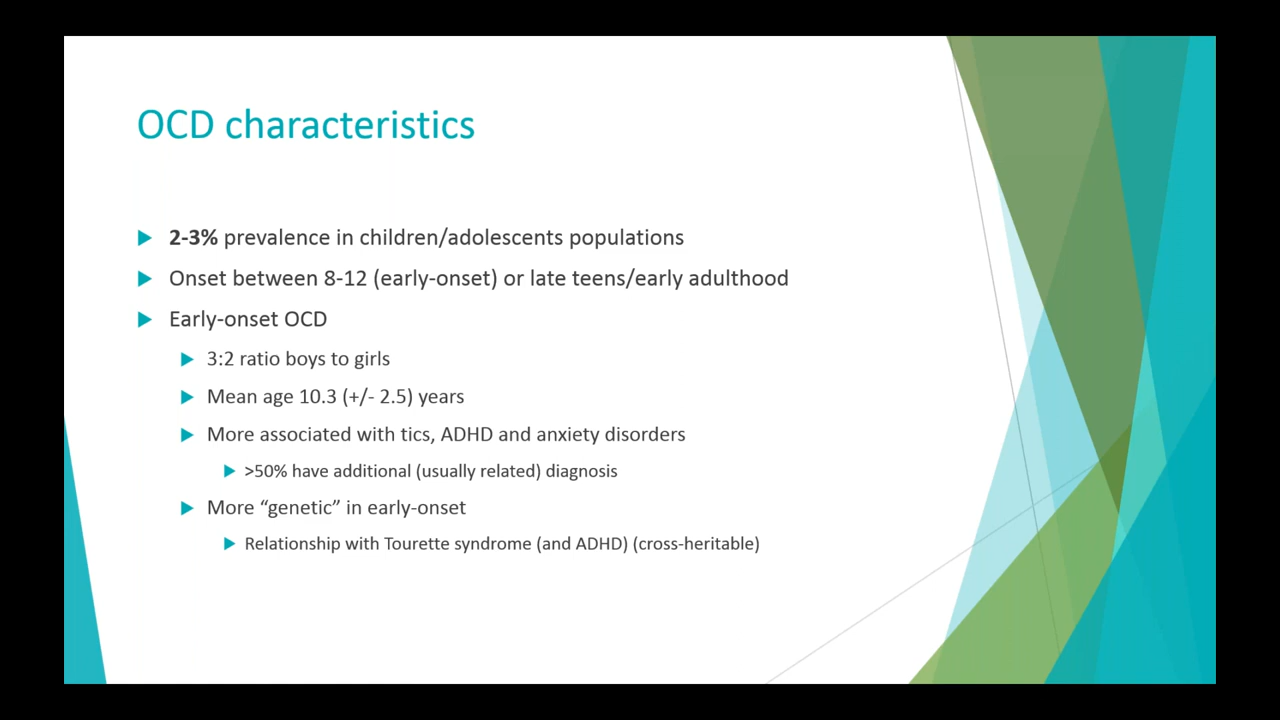 OCD characteristics
2-3% prevalence in children/adolescents populations
Onset between 8-12 (early-onset) or late teens/early adulthood
Early-onset OCD
3:2 ratio boys to girls
Mean age 10.3 (+/- 2.5) years
More associated with tics, ADHD and anxiety disorders
>50% have additional (usually related) diagnosis
More “genetic” in early-onset
Relationship with Tourette syndrome (and ADHD) (cross-heritable)